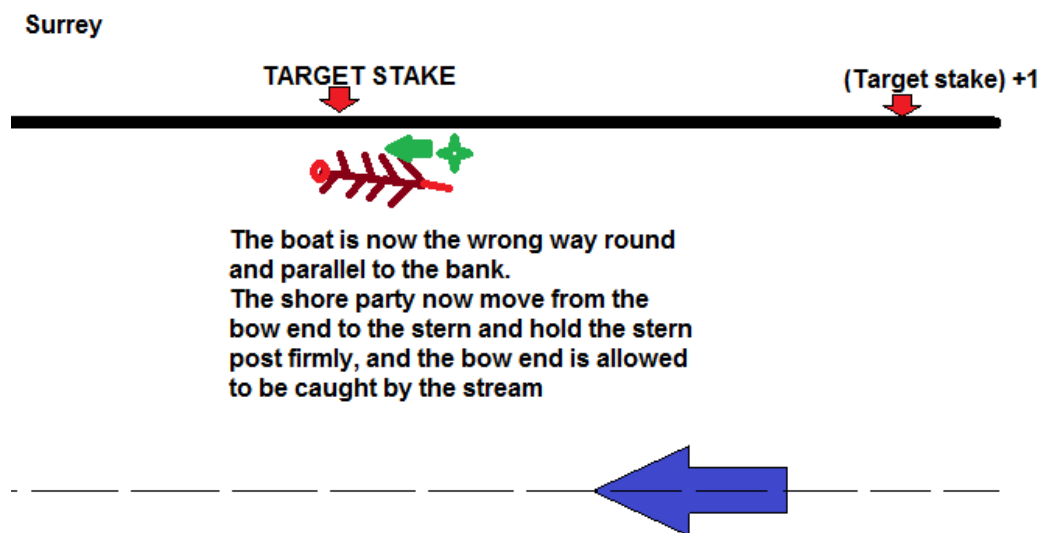 Surrey
TARGET STAKE
(Target stake) +1
The boat is now the wrong way round
and parallel to the bank.
The shore party now move from the
bow end to the stern and hold the stern
post firmly, and the bow end is allowed
to be caught by the stream